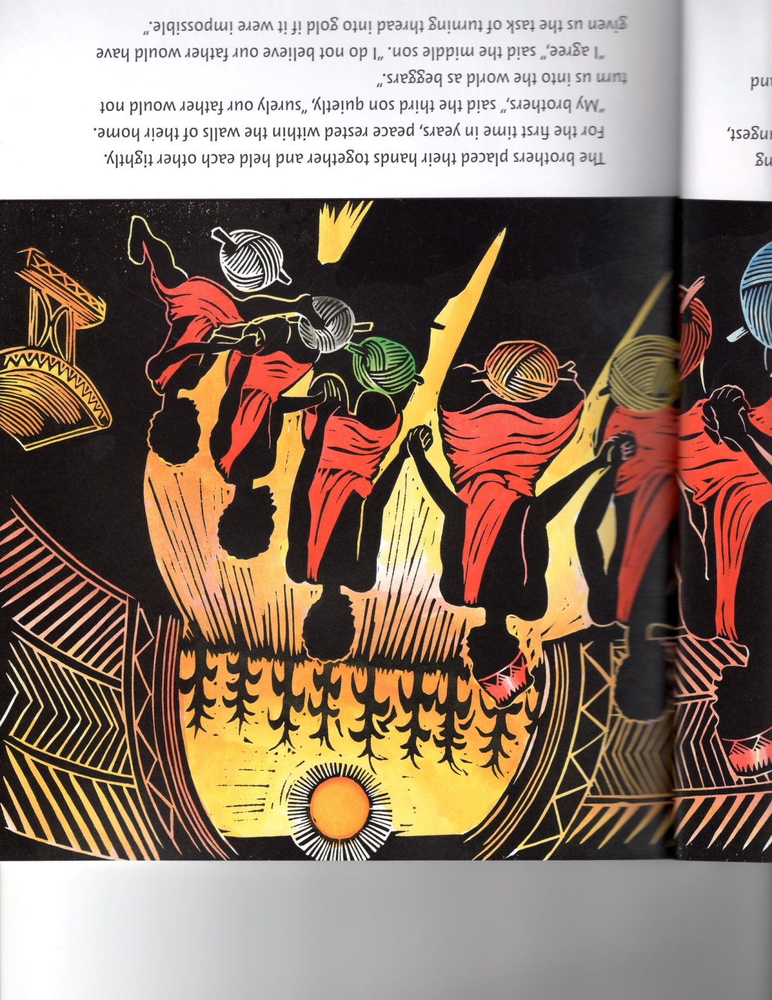 The brothers placed their hands together and held each other tightly.
For the first time in years, peace rested within the walls of their home.
"My brothers," said the third son quietly, "surely our father would not
turn us into the world as beggars."
"I agree," said the middle son. "I do not believe our father would have
given us the task of turning thread into gold if it were impossible."